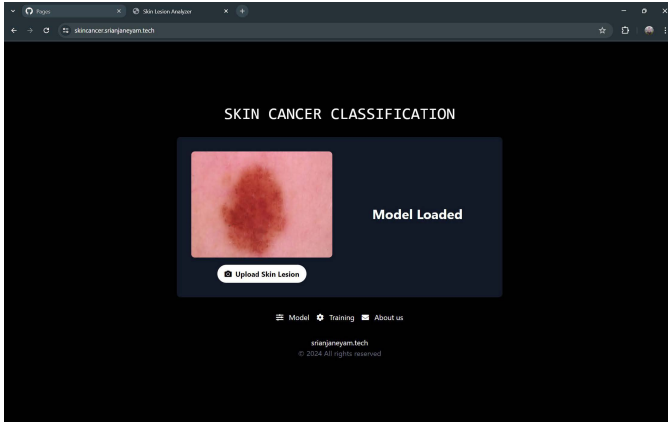 Pages
Skin Lesion Analyzer
skincancer.srianjaneyam.tech
SKIN CANCER CLASSIFICATION
Model Loaded
Upload Skin Lesion
Model Training About us
srianjaneyam.tech
© 2024 All rights reserved